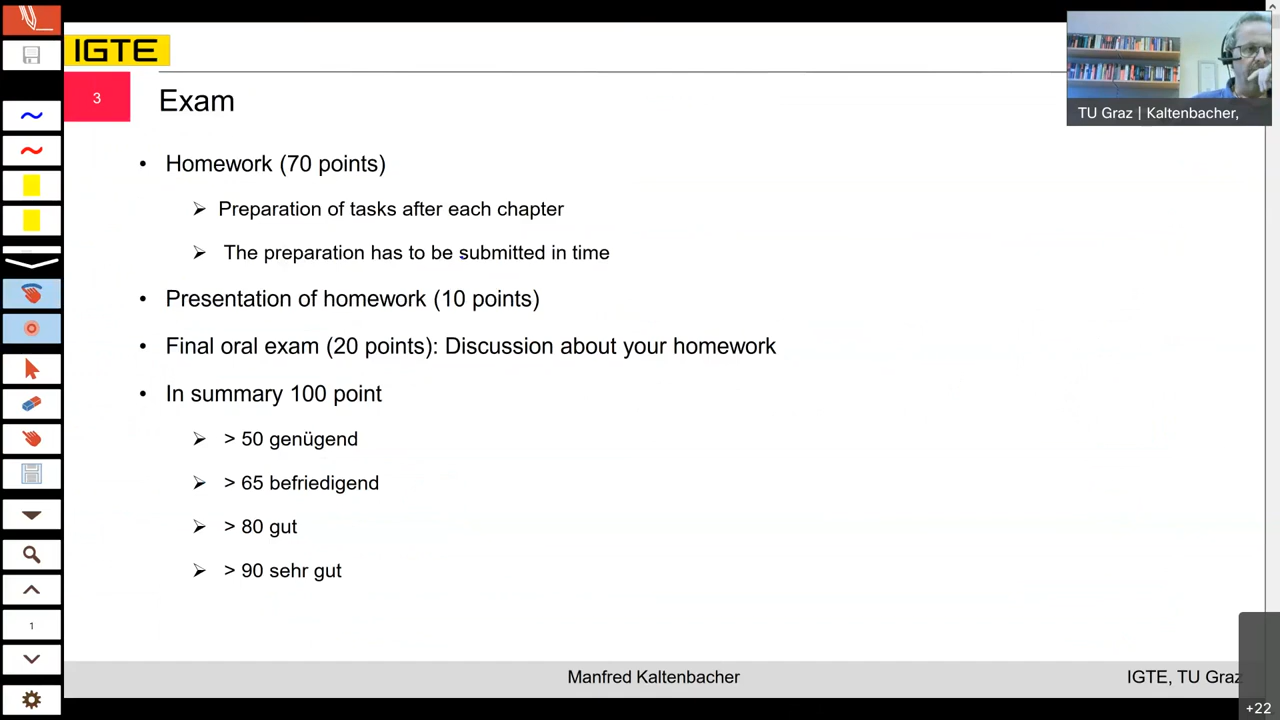 IGTE
3
Exam
TU Graz | Kaltenbacher,
• Homework (70 points)
➢ Preparation of tasks after each chapter
➢ The preparation has to be submitted in time
• Presentation of homework (10 points)
• Final oral exam (20 points): Discussion about your homework
• In summary 100 point
➢ > 50 genügend
➢ > 65 befriedigend
➢ > 80 gut
➢ > 90 sehr gut
1
Manfred Kaltenbacher
IGTE, TU Graz
+22